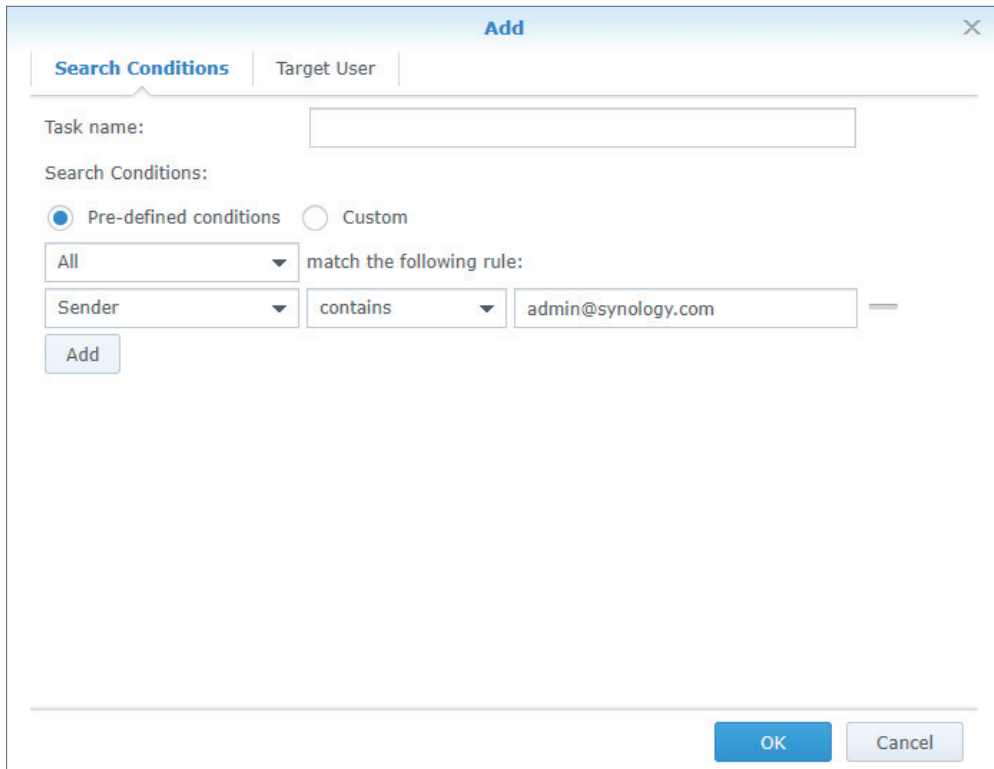 Add
Search Conditions Target User
Task name:
Search Conditions:
Pre-defined conditions Custom
All match the following rule:
Sender contains admin@synology.com
Add
OK Cancel